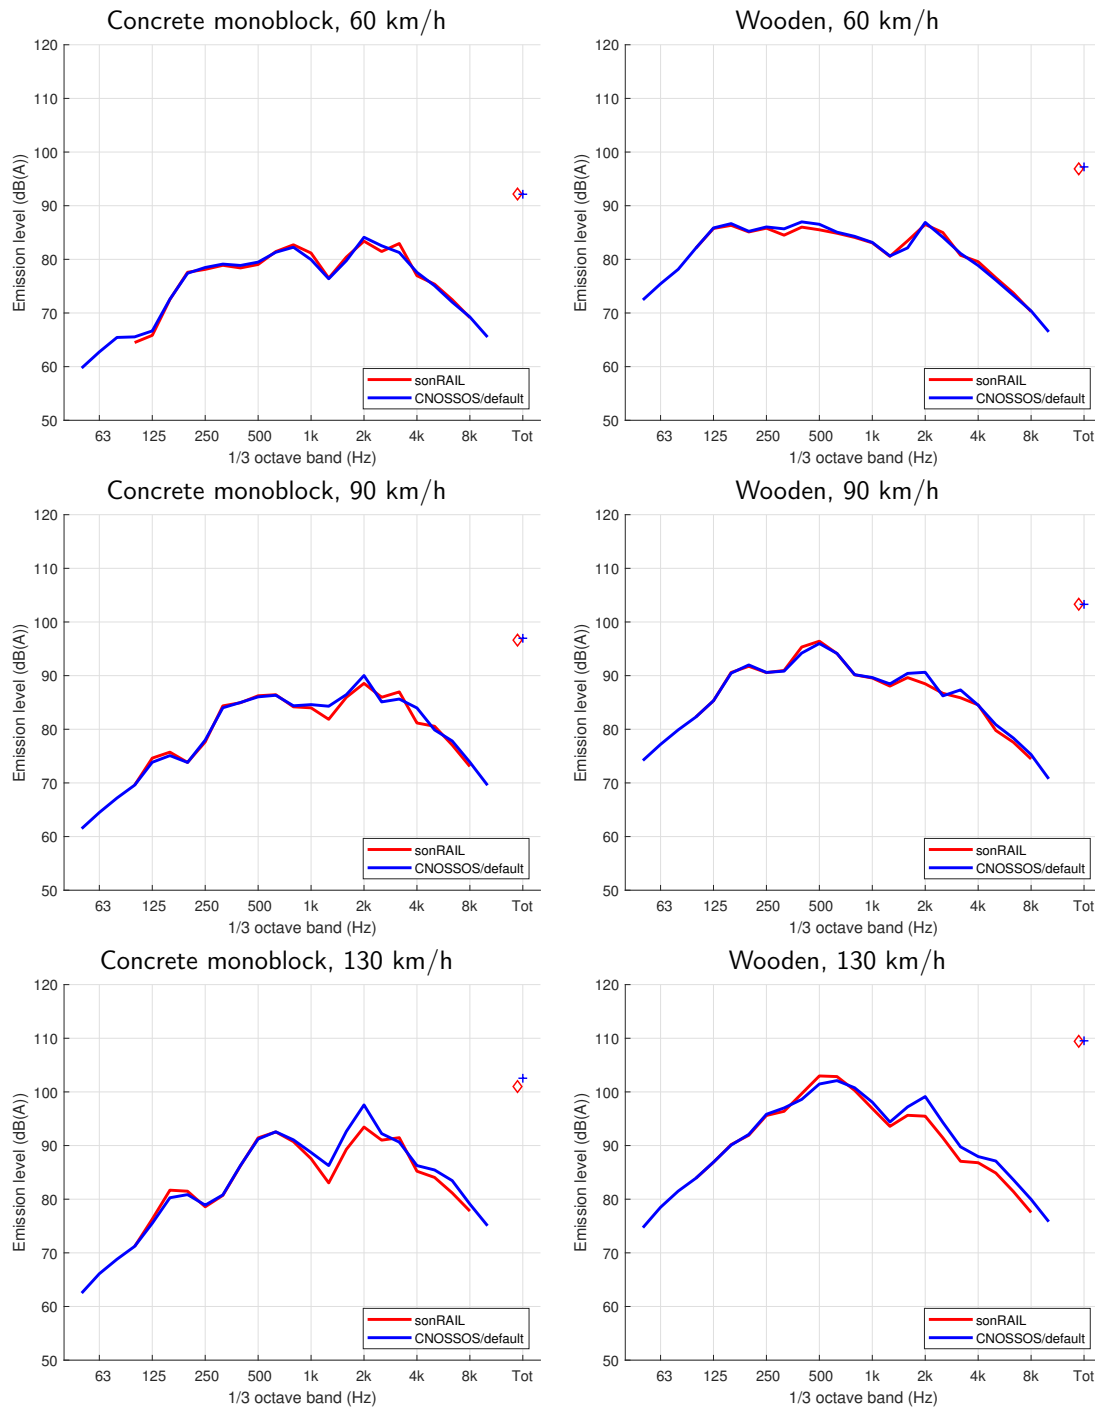 Concrete monoblock, 60 km/h
120
110
100
90
80
70
60
50
Emission level (dB(A))
63 125 250 500 1k 2k 4k 8k Tot
1/3 octave band (Hz)
sonRAIL
CNOSSOS/default
Wooden, 60 km/h
120
110
100
90
80
70
60
50
Emission level (dB(A))
63 125 250 500 1k 2k 4k 8k Tot
1/3 octave band (Hz)
sonRAIL
CNOSSOS/default
Concrete monoblock, 90 km/h
120
110
100
90
80
70
60
50
Emission level (dB(A))
63 125 250 500 1k 2k 4k 8k Tot
1/3 octave band (Hz)
sonRAIL
CNOSSOS/default
Wooden, 90 km/h
120
110
100
90
80
70
60
50
Emission level (dB(A))
63 125 250 500 1k 2k 4k 8k Tot
1/3 octave band (Hz)
sonRAIL
CNOSSOS/default
Concrete monoblock, 130 km/h
120
110
100
90
80
70
60
50
Emission level (dB(A))
63 125 250 500 1k 2k 4k 8k Tot
1/3 octave band (Hz)
sonRAIL
CNOSSOS/default
Wooden, 130 km/h
120
110
100
90
80
70
60
50
Emission level (dB(A))
63 125 250 500 1k 2k 4k 8k Tot
1/3 octave band (Hz)
sonRAIL
CNOSSOS/default